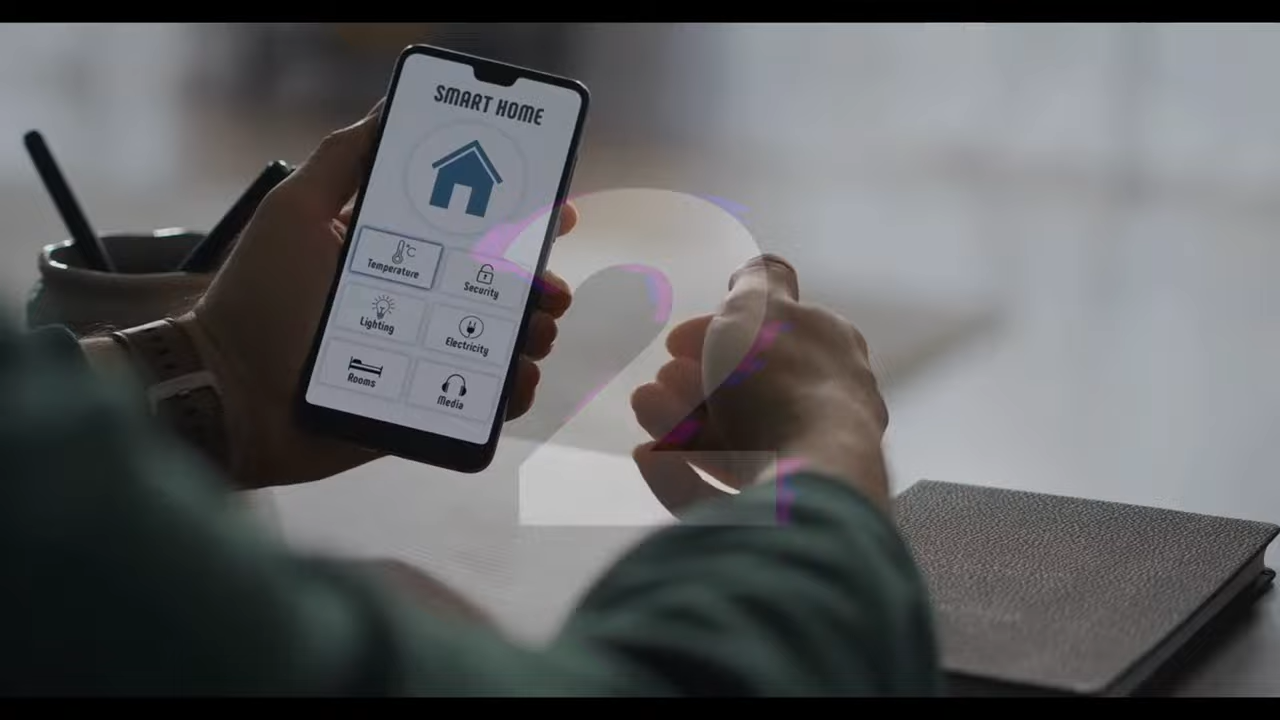 SMART HOME
°C
Temperature
Security
Lighting
Electricity
Rooms
Media
2